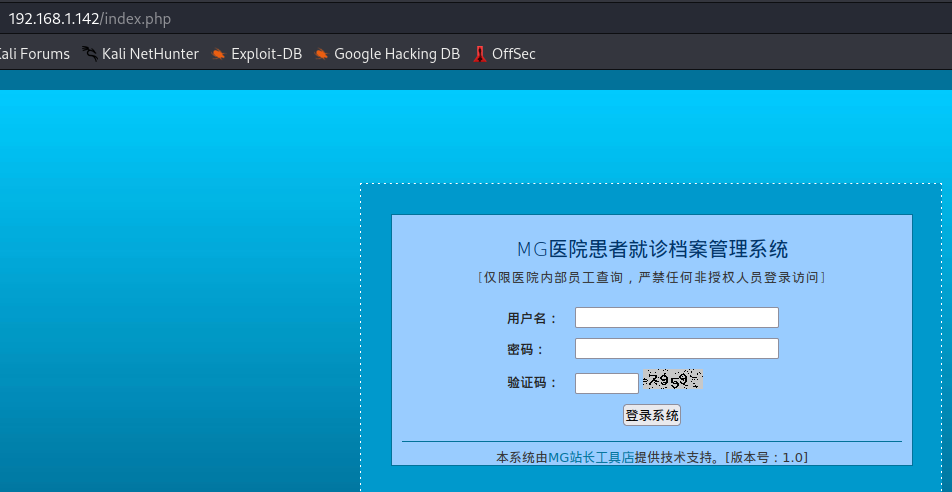 192.168.1.142/index.php
Kali Forums Kali NetHunter Exploit-DB Google Hacking DB OffSec
MG医院患者就诊档案管理系统
[仅限医院内部员工查询，严禁任何非授权人员登录访问]
用户名：
密码：
验证码： 7959
登录系统
本系统由MG站长工具店提供技术支持。[版本号：1.0]